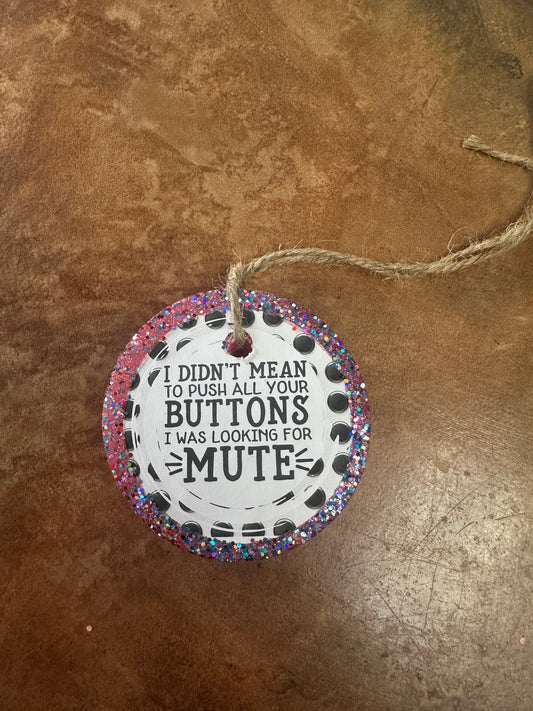 I DIDN'T MEAN
TO PUSH ALL YOUR
BUTTONS
I WAS LOOKING FOR
MUTE